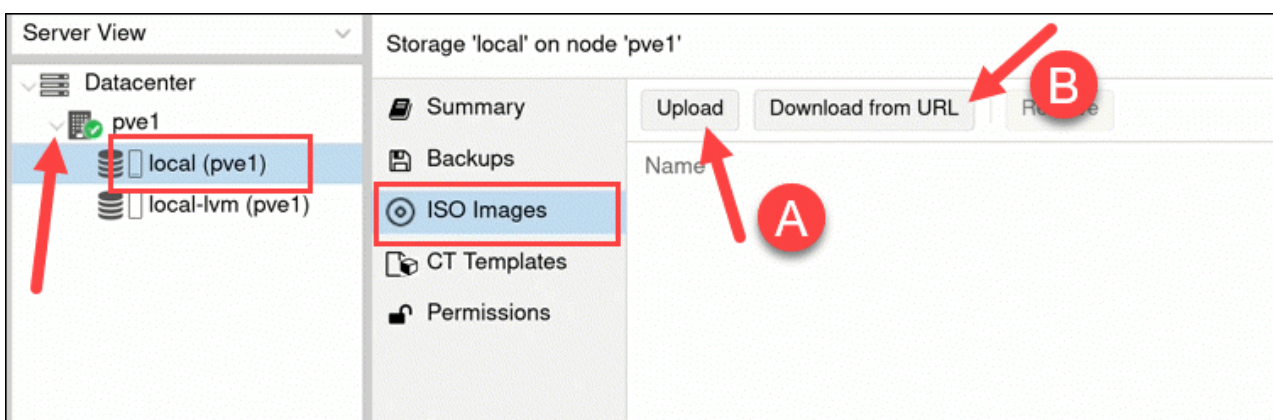 Server View
Datacenter
pve1
local (pve1)
local-lvm (pve1)
Storage 'local' on node 'pve1'
Summary
Backups
ISO Images
CT Templates
Permissions
Upload
Download from URL
B
Name
A